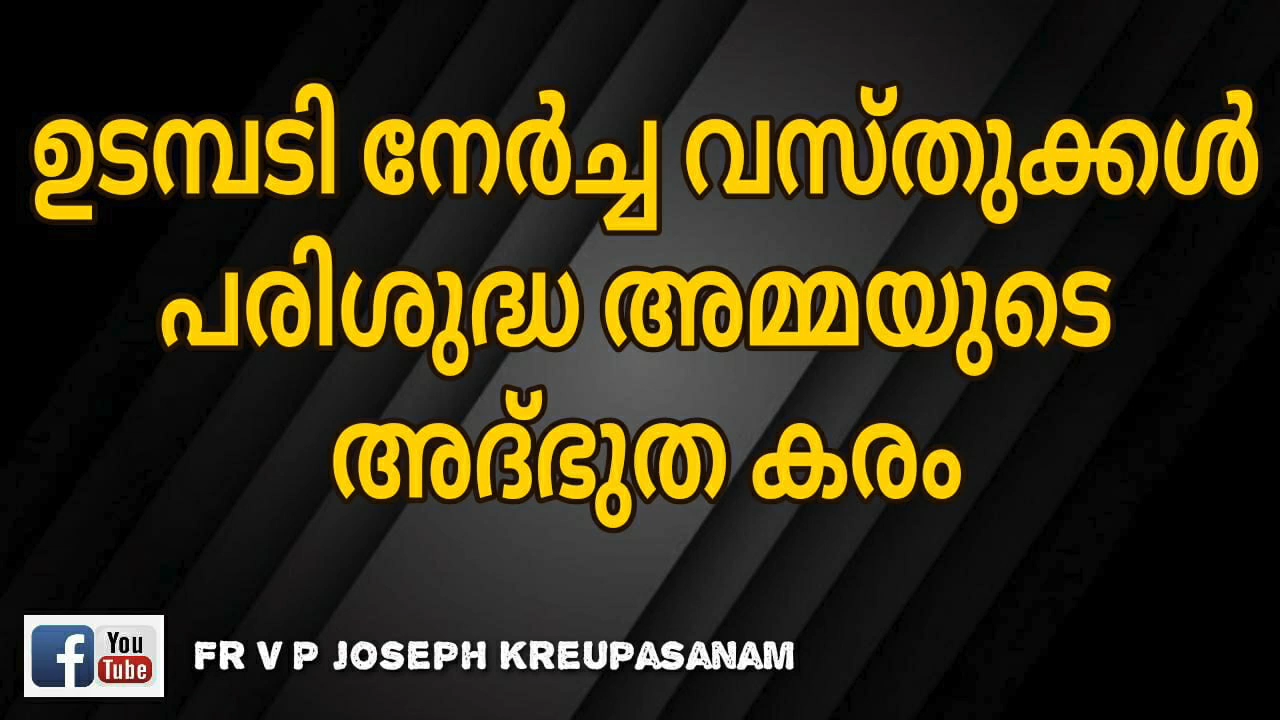 ഉടമ്പടി നേർച്ച വസ്തുക്കൾ
പരിശുദ്ധ അമ്മയുടെ
അദ്ഭുത കരം
f You Tube
FR V P JOSEPH KREUPASANAM